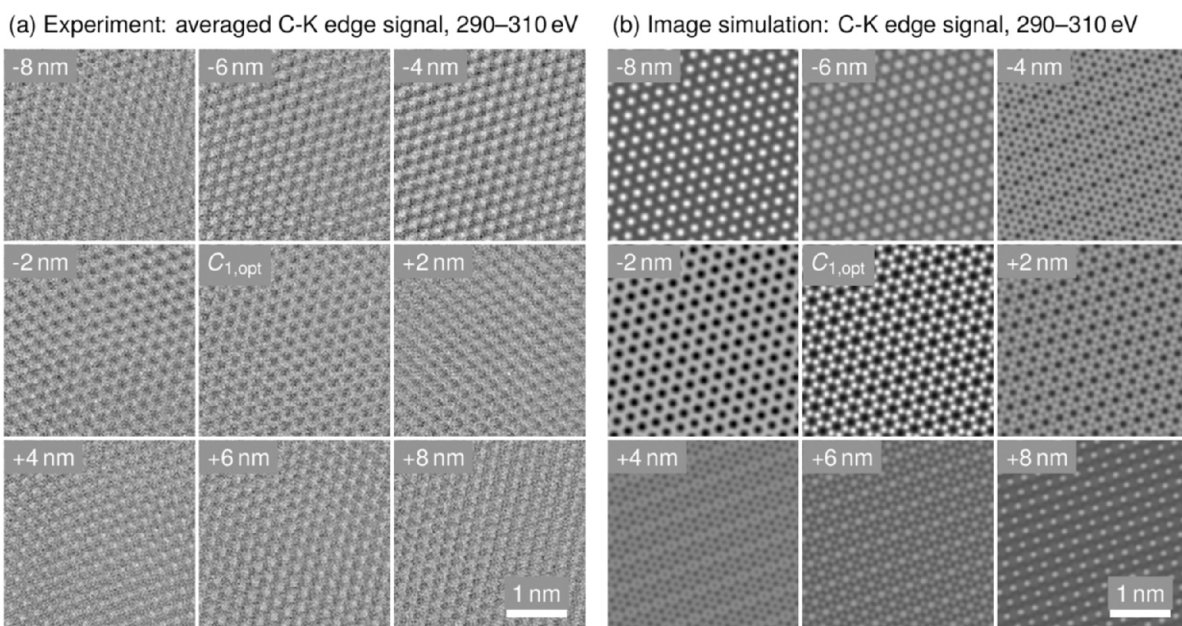 (a) Experiment: averaged C-K edge signal, 290–310 eV
-8 nm
-6 nm
-4 nm
-2 nm
C1,opt
+2 nm
+4 nm
+6 nm
+8 nm
1 nm
(b) Image simulation: C-K edge signal, 290–310 eV
-8 nm
-6 nm
-4 nm
-2 nm
C1,opt
+2 nm
+4 nm
+6 nm
+8 nm
1 nm